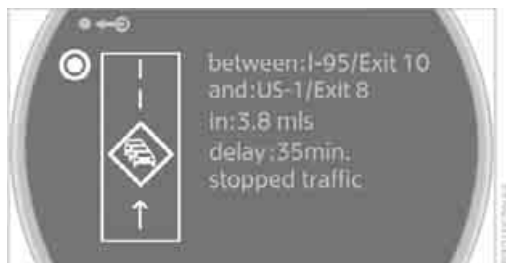 between:I-95/Exit 10
and:US-1/Exit 8
in:3.8 mls
delay:35min.
stopped traffic